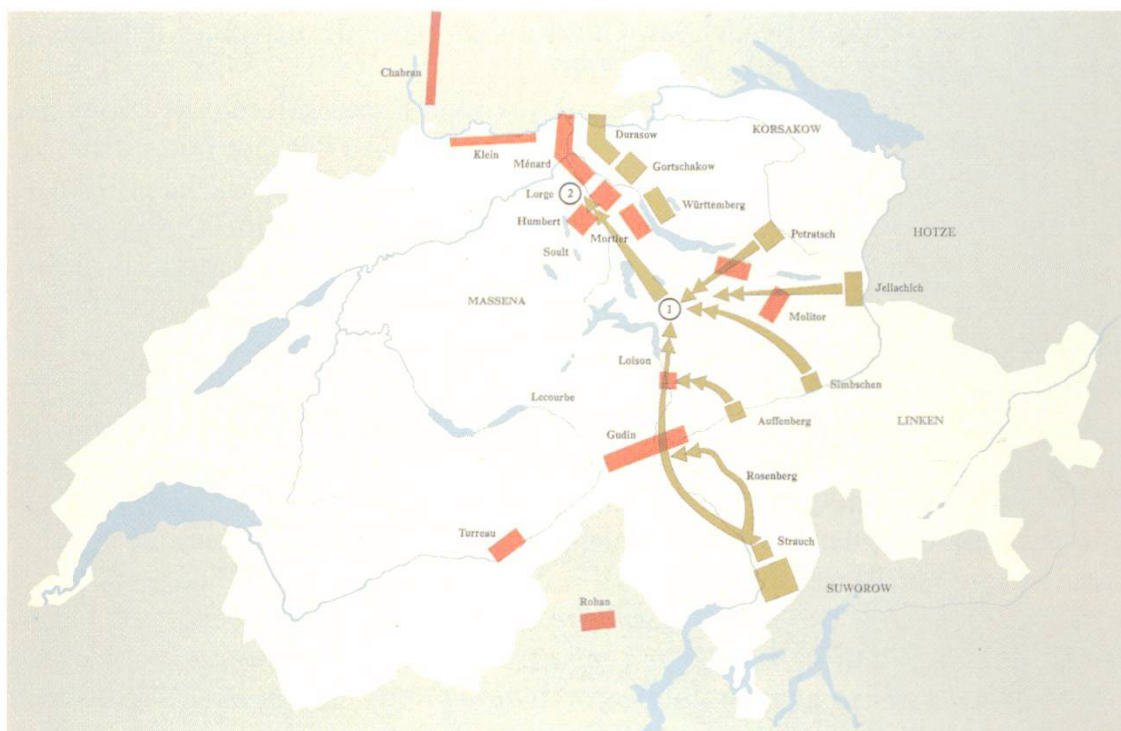 Chabran
Klein
Durasow
KORSAKOW
Ménard
Gortschakow
Lorge
2
Württemberg
Humbert
Mortier
Petratsch
HOTZE
Soult
Jellachich
MASSENA
1
Molitor
Loison
Simbschen
Lecourbe
Auffenberg
LINKEN
Gudin
Rosenberg
Turreau
Strauch
SUWOROW
Rohan